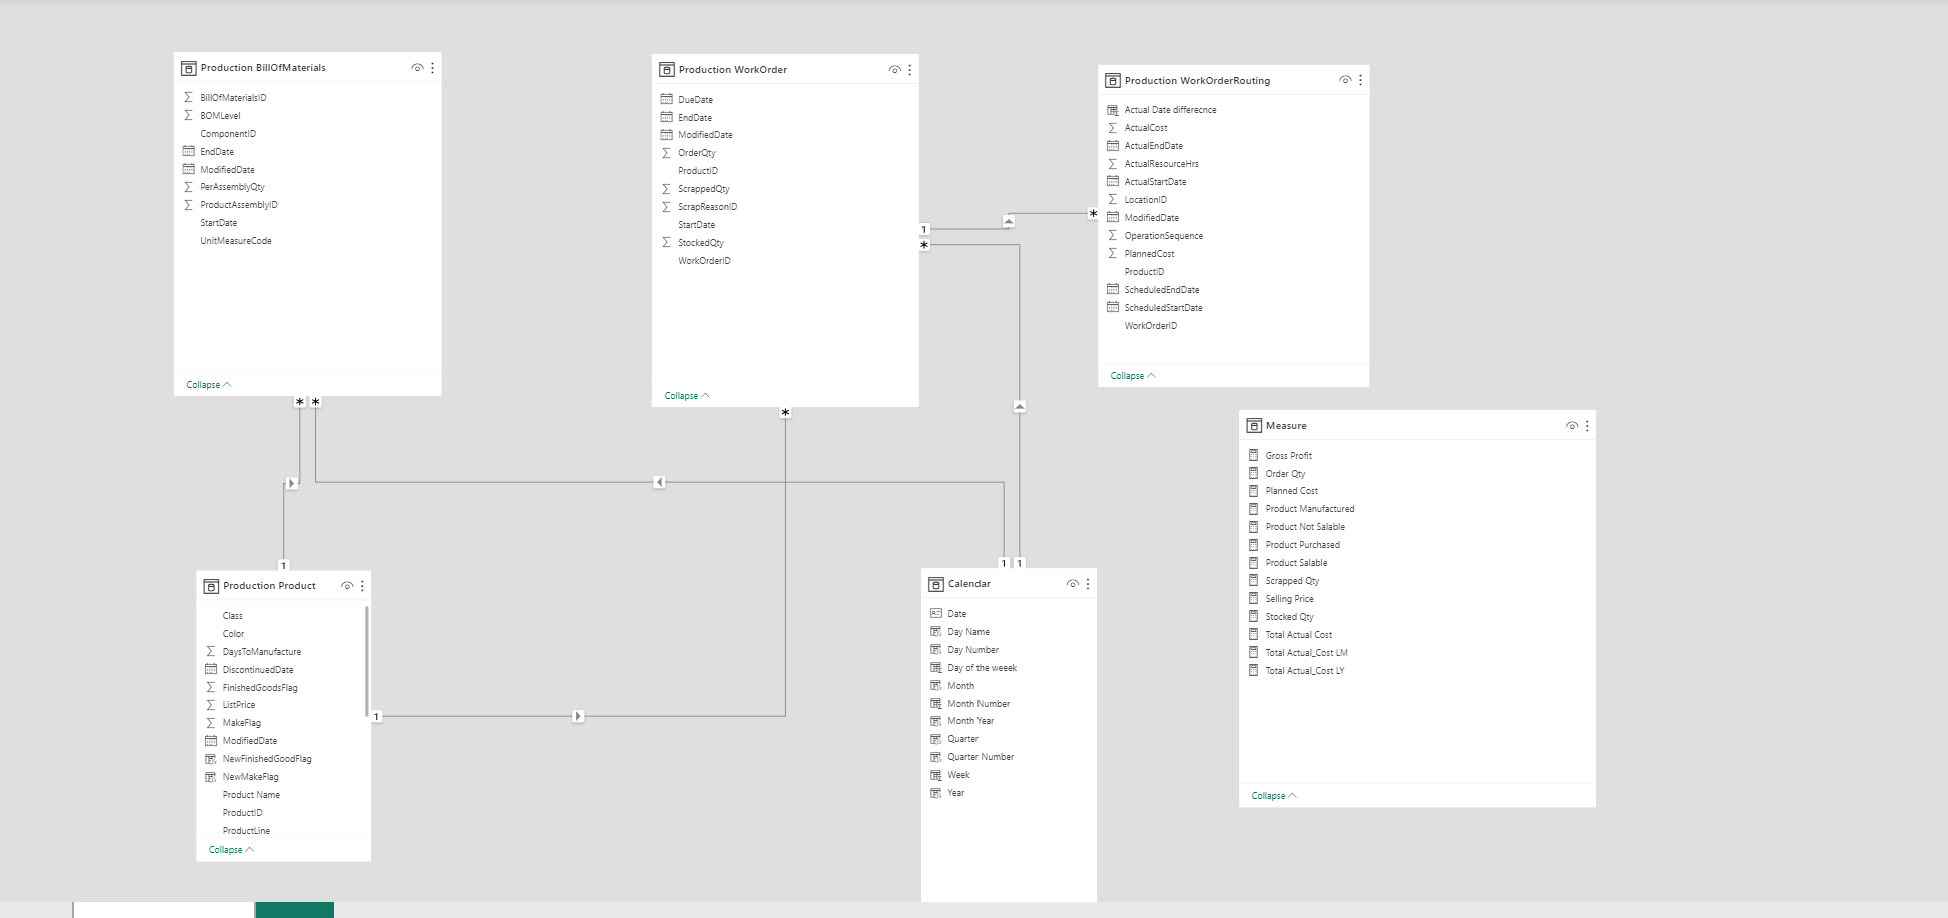 Production BillOfMaterials
BillOfMaterialsID
BOMLevel
ComponentID
EndDate
ModifiedDate
PerAssemblyQty
ProductAssemblyID
StartDate
UnitMeasureCode
Collapse
Production WorkOrder
DueDate
EndDate
ModifiedDate
OrderQty
ProductID
ScrappedQty
ScrapReasonID
StartDate
StockedQty
WorkOrderID
Collapse
Production WorkOrderRouting
Actual Date differecnce
ActualCost
ActualEndDate
ActualResourceHrs
ActualStartDate
LocationID
ModifiedDate
OperationSequence
PlannedCost
ProductID
ScheduledEndDate
ScheduledStartDate
WorkOrderID
Collapse
1
*
*
*
*
*
1
1
1
1
Measure
Gross Profit
Order Qty
Planned Cost
Product Manufactured
Product Not Salable
Product Purchased
Product Salable
Scrapped Qty
Selling Price
Stocked Qty
Total Actual Cost
Total Actual_Cost LM
Total Actual_Cost LY
Collapse
Production Product
Class
Color
DaysToManufacture
DiscontinuedDate
FinishedGoodsFlag
ListPrice
MakeFlag
ModifiedDate
NewFinishedGoodFlag
NewMakeFlag
Product Name
ProductID
ProductLine
Collapse
Calendar
Date
Day Name
Day Number
Day of the weeek
Month
Month Number
Month Year
Quarter
Quarter Number
Week
Year